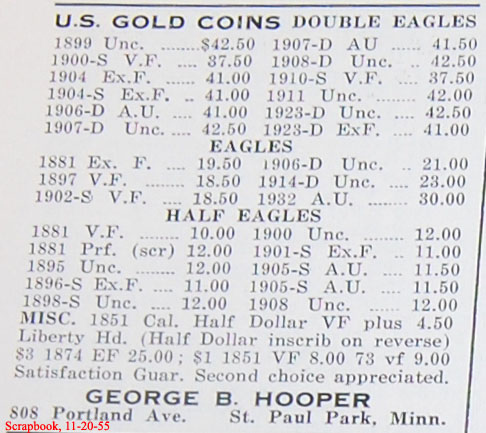 U.S. GOLD COINS DOUBLE EAGLES
1899 Unc. ........$42.50 1907-D AU ...... 41.50
1900-S V.F. .... 37.50 1908-D Unc. .. 42.50
1904 Ex.F. ...... 41.00 1910-S V.F. .... 37.50
1904-S Ex.F. .. 41.00 1911 Unc. ...... 42.00
1906-D A.U. .... 41.00 1923-D Unc. .. 42.50
1907-D Unc. .... 42.50 1923-D ExF. .. 41.00
EAGLES
1881 Ex. F. .... 19.50 1906-D Unc. .. 21.00
1897 V.F. ........ 18.50 1914-D Unc. .... 23.00
1902-S V.F. .... 18.50 1932 A.U. ...... 30.00
HALF EAGLES
1881 V.F. ........ 10.00 1900 Unc. ........ 12.00
1881 Prf. (scr) 12.00 1901-S Ex.F. .. 11.00
1895 Unc. ........ 12.00 1905-S A.U. .... 11.50
1896-S Ex.F. .... 11.00 1905-S A.U. .... 11.50
1898-S Unc. .... 12.00 1908 Unc. ........ 12.00
MISC. 1851 Cal. Half Dollar VF plus 4.50
Liberty Hd. (Half Dollar inscrib on reverse)
$3 1874 EF 25.00; $1 1851 VF 8.00 73 vf 9.00
Satisfaction Guar. Second choice appreciated.
GEORGE B. HOOPER
808 Portland Ave. St. Paul Park, Minn.
Scrapbook, 11-20-55